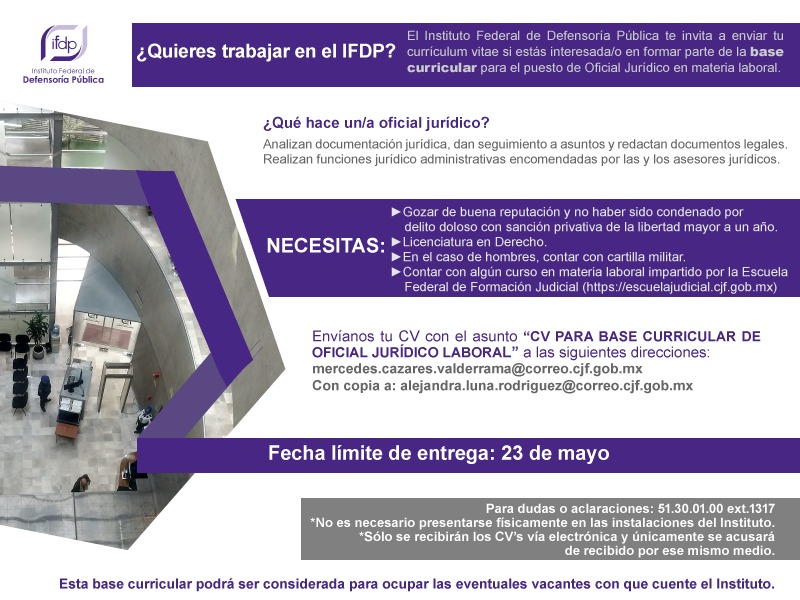 ifdp
Instituto Federal de
Defensoría Pública
¿Quieres trabajar en el IFDP?
El Instituto Federal de Defensoría Pública te invita a enviar tu
currículum vitae si estás interesada/o en formar parte de la base
curricular para el puesto de Oficial Jurídico en materia laboral.
¿Qué hace un/a oficial jurídico?
Analizan documentación jurídica, dan seguimiento a asuntos y redactan documentos legales.
Realizan funciones jurídico administrativas encomendadas por las y los asesores jurídicos.
NECESITAS:
►Gozar de buena reputación y no haber sido condenado por
delito doloso con sanción privativa de la libertad mayor a un año.
►Licenciatura en Derecho.
►En el caso de hombres, contar con cartilla militar.
►Contar con algún curso en materia laboral impartido por la Escuela
Federal de Formación Judicial (https://escuelajudicial.cjf.gob.mx)
Envíanos tu CV con el asunto “CV PARA BASE CURRICULAR DE
OFICIAL JURÍDICO LABORAL” a las siguientes direcciones:
mercedes.cazares.valderrama@correo.cjf.gob.mx
Con copia a: alejandra.luna.rodriguez@correo.cjf.gob.mx
Fecha límite de entrega: 23 de mayo
Para dudas o aclaraciones: 51.30.01.00 ext.1317
*No es necesario presentarse físicamente en las instalaciones del Instituto.
*Sólo se recibirán los CV's vía electrónica y únicamente se acusará
de recibido por ese mismo medio.
Esta base curricular podrá ser considerada para ocupar las eventuales vacantes con que cuente el Instituto.